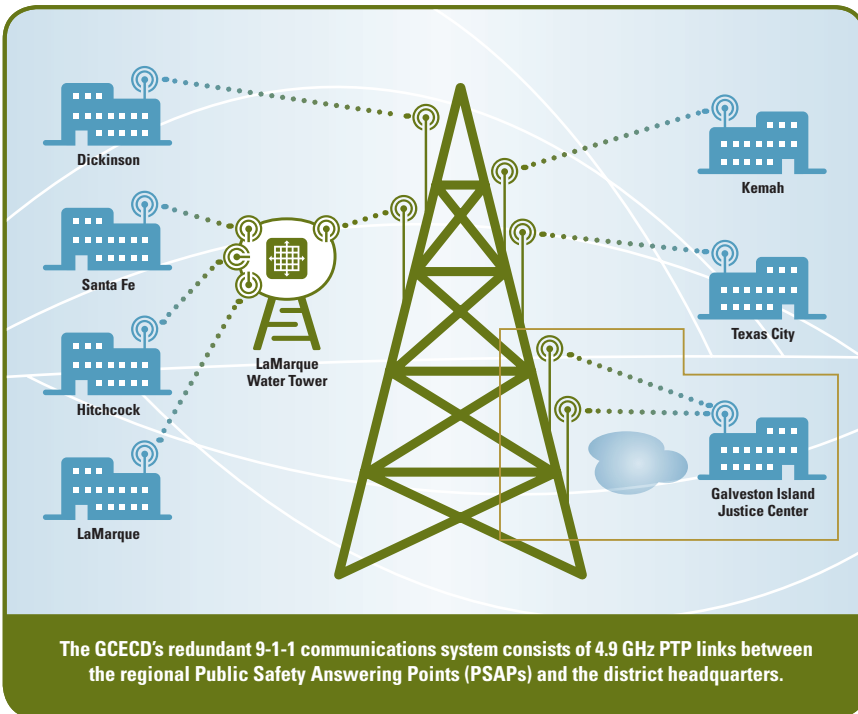 Dickinson
Santa Fe
Hitchcock
LaMarque
LaMarque
Water Tower
Kemah
Texas City
Galveston Island
Justice Center
The GCECD's redundant 9-1-1 communications system consists of 4.9 GHz PTP links between
the regional Public Safety Answering Points (PSAPs) and the district headquarters.